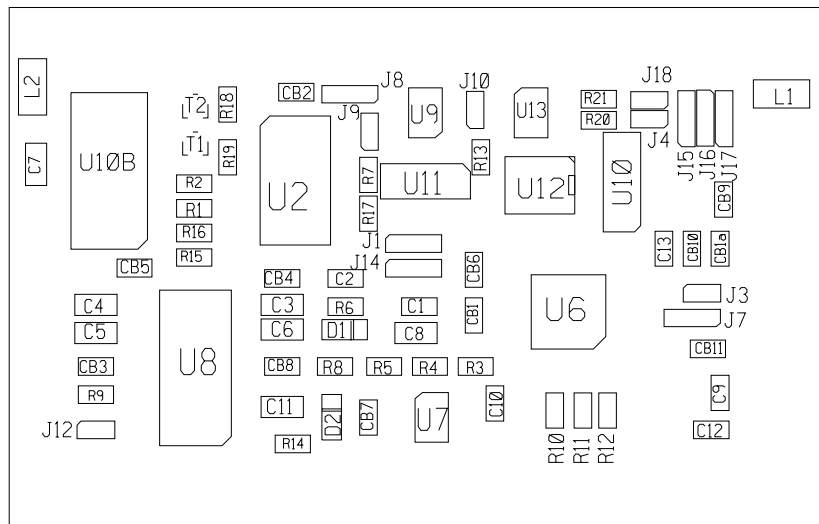 L2
CB2
J8
J10
J18
L1
T2
R18
J9
U9
U13
R21
R20
J4
T1
R19
J15
J16
J17
C7
U10B
R2
R7
U11
R13
U12
U10
CB9
R1
U2
R17
R16
J1
C13
CB10
CB1a
R15
J14
CB5
CB4
C2
CB6
C4
C3
R6
C1
CB1
U6
J3
C5
C6
D1
C8
J7
U8
CB11
CB3
CB8
R8
R5
R4
R3
R9
C9
C11
D2
CB7
U7
C10
J12
R14
R10
R11
R12
C12